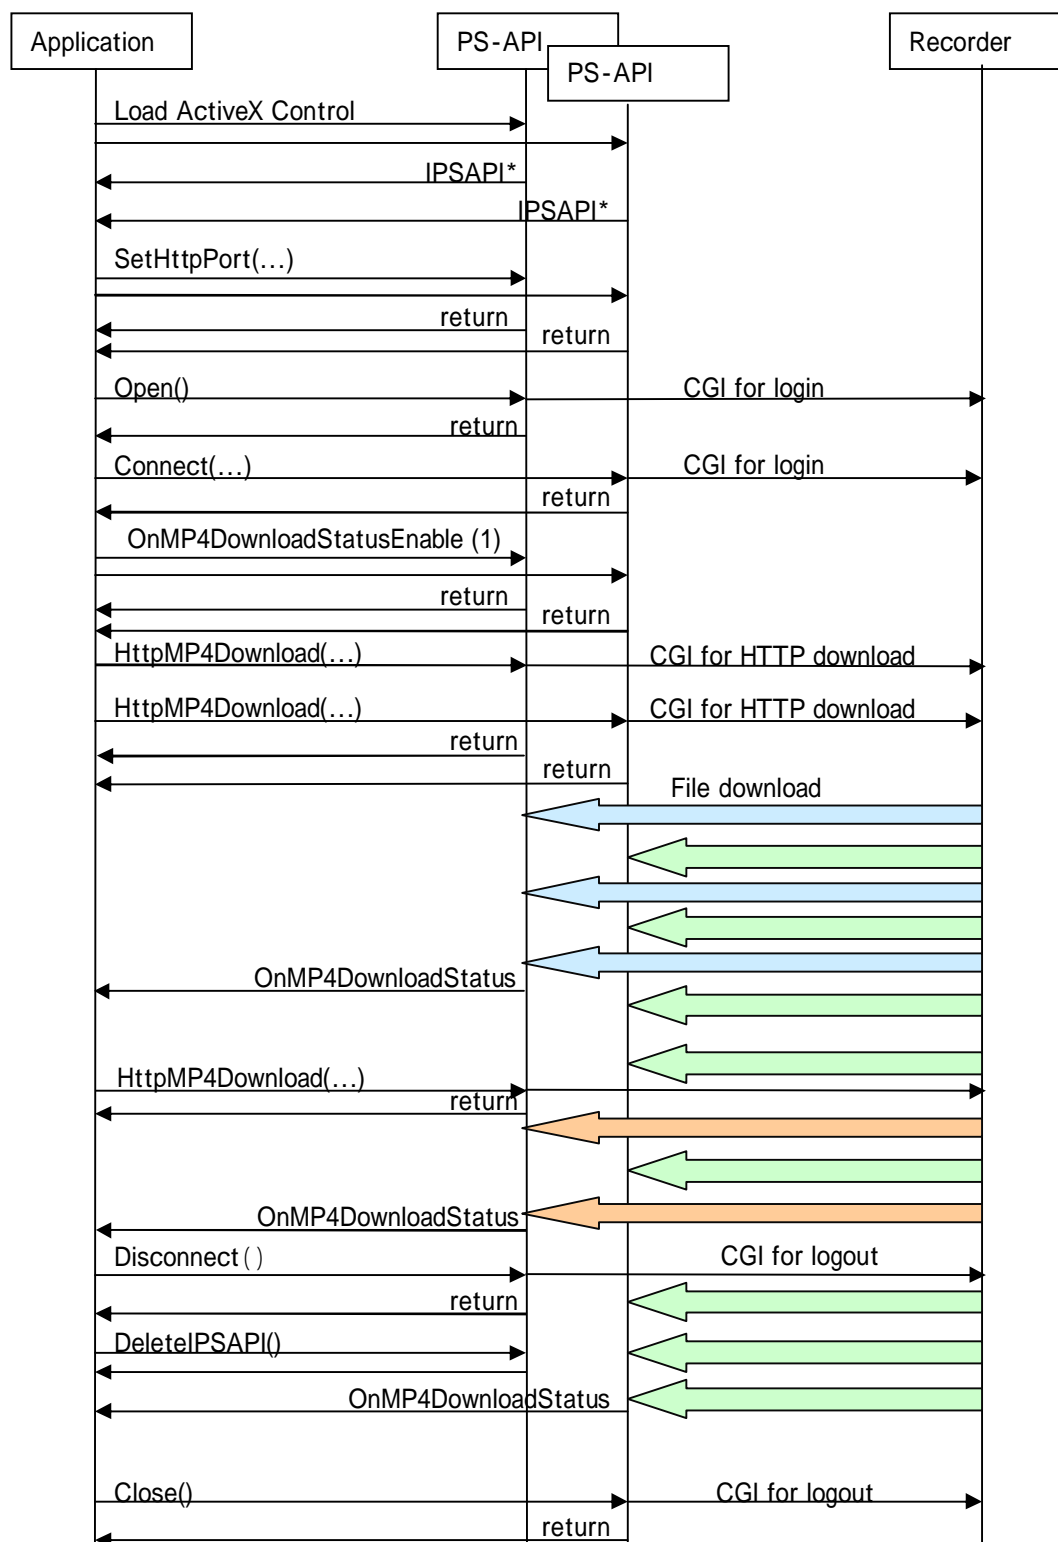 Application
PS-API
PS-API
Recorder
Load ActiveX Control
IPSAPI*
IPSAPI*
SetHttpPort(...)
return
return
Open()
CGI for login
return
Connect(...)
CGI for login
return
OnMP4DownloadStatusEnable (1)
return
return
HttpMP4Download(...)
CGI for HTTP download
HttpMP4Download(...)
CGI for HTTP download
return
return
File download
OnMP4DownloadStatus
HttpMP4Download(...)
return
OnMP4DownloadStatus
Disconnect()
CGI for logout
return
DeleteIPSAPI()
OnMP4DownloadStatus
Close()
CGI for logout
return